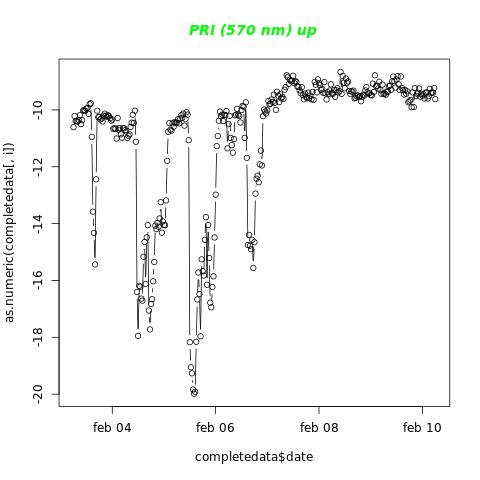 PRI (570 nm) up
as.numeric(completedata[, i])
-10
-12
-14
-16
-18
-20
feb 04
feb 06
feb 08
feb 10
completedata$date